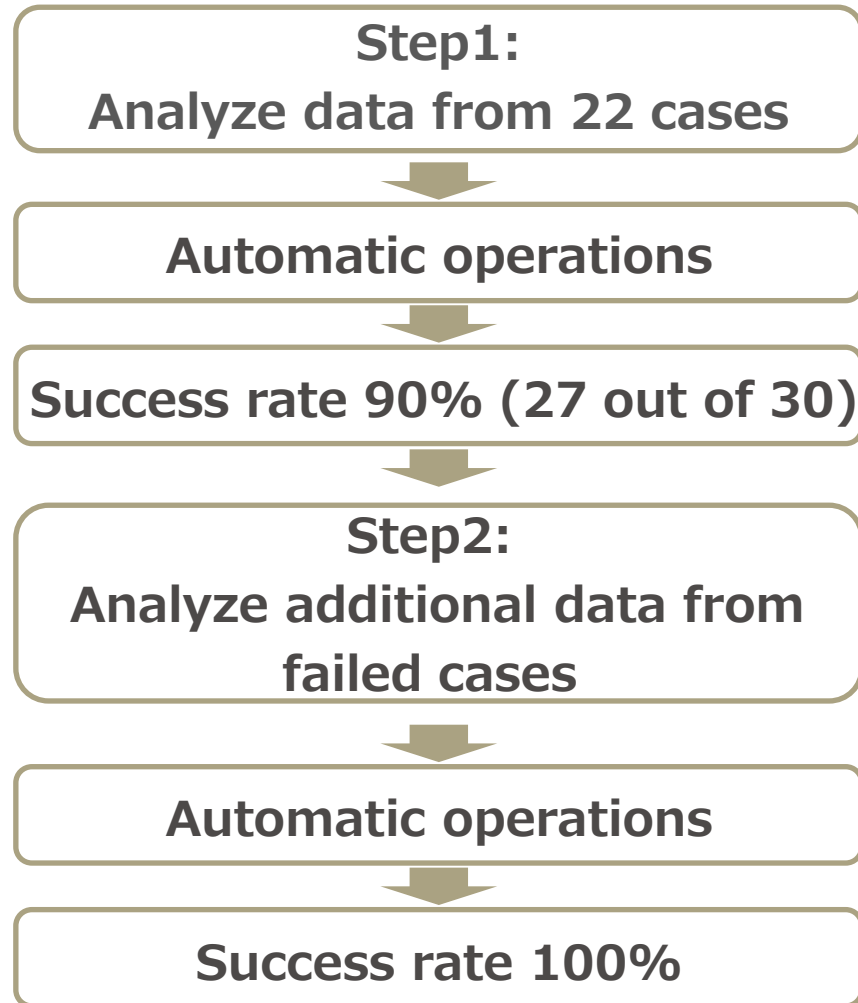 Step1:
Analyze data from 22 cases
Automatic operations
Success rate 90% (27 out of 30)
Step2:
Analyze additional data from
failed cases
Automatic operations
Success rate 100%